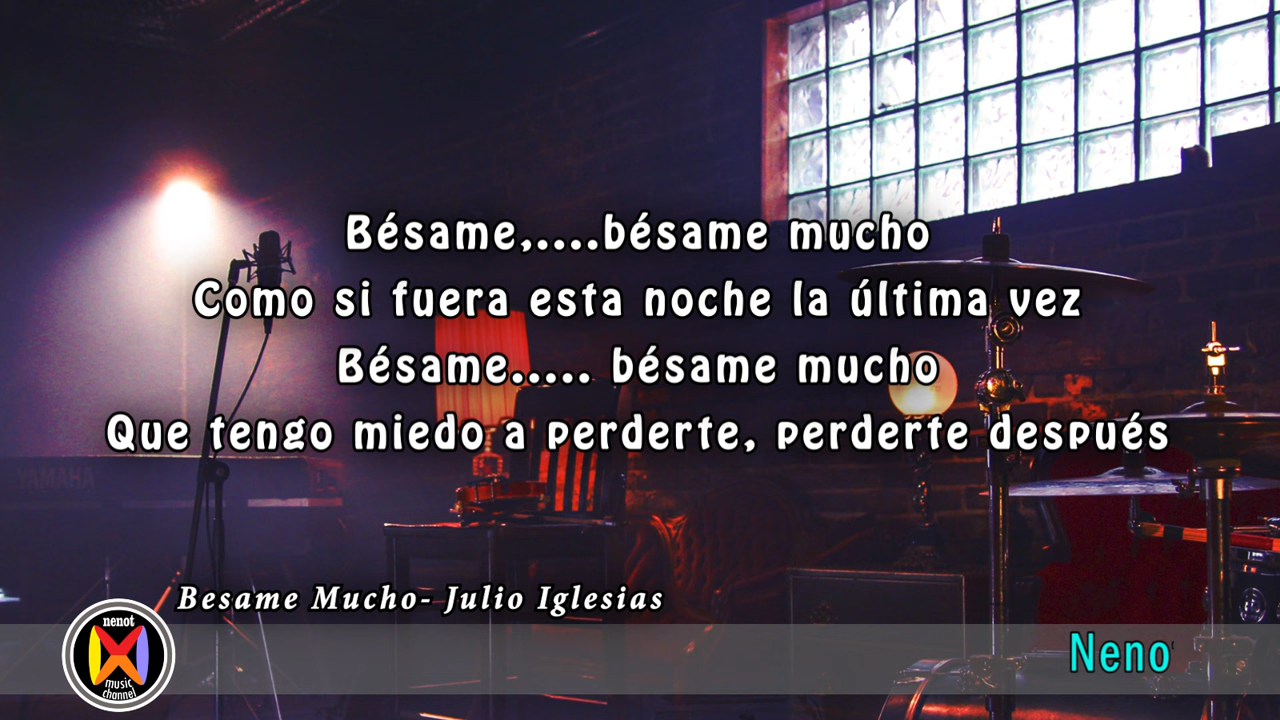 Bésame,....bésame mucho
Como si fuera esta noche la última vez
Bésame..... bésame mucho
Que tengo miedo a perderte, perderte después
YAMAHA
Besame Mucho- Julio Iglesias
nenot
music
channel
Neno